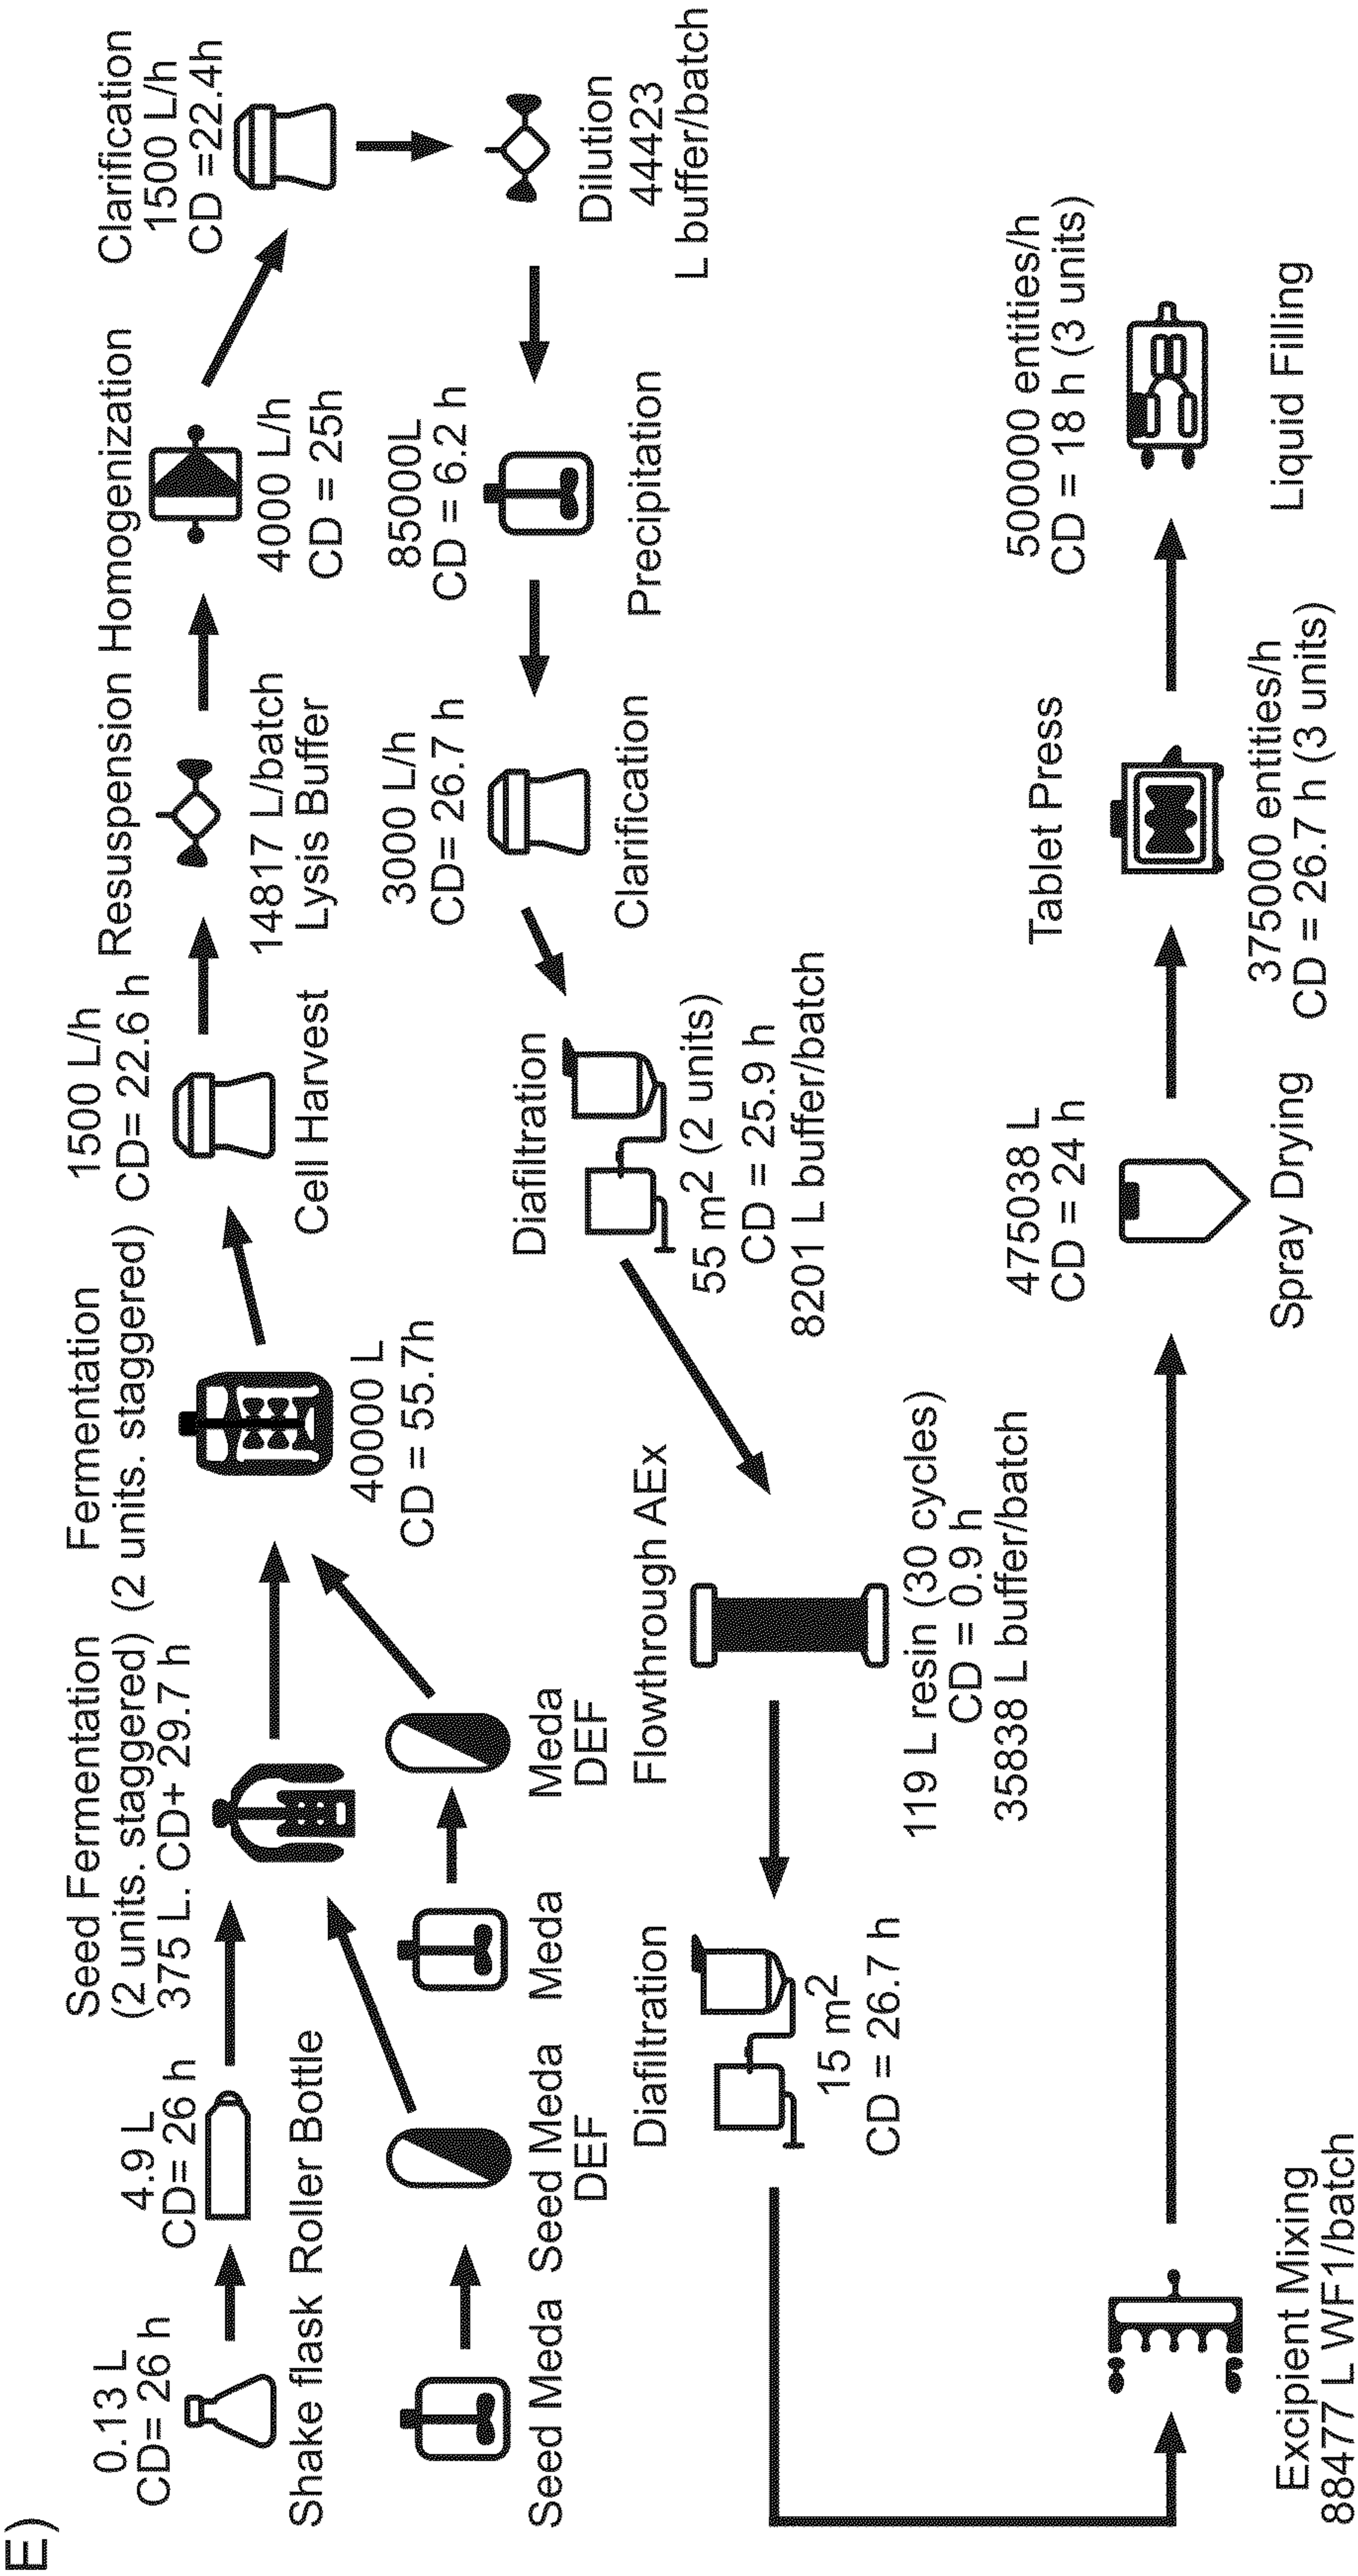 E)
0.13 L
CD= 26 h
Shake flask
4.9 L
CD= 26 h
Roller Bottle
Seed Fermentation
(2 units. staggered)
375 L. CD+ 29.7 h
Fermentation
(2 units. staggered)
40000 L
CD = 55.7h
1500 L/h
CD= 22.6 h
Cell Harvest
Resuspension
14817 L/batch
Lysis Buffer
Homogenization
4000 L/h
CD = 25h
Clarification
1500 L/h
CD =22.4h
Seed Meda
Seed Meda
DEF
Meda
Meda
DEF
Dilution
44423
L buffer/batch
85000L
CD = 6.2 h
Precipitation
3000 L/h
CD= 26.7 h
Clarification
Diafiltration
55 m2 (2 units)
CD = 25.9 h
8201 L buffer/batch
Flowthrough AEx
119 L resin (30 cycles)
CD = 0.9 h
35838 L buffer/batch
Diafiltration
15 m2
CD = 26.7 h
Excipient Mixing
88477 L WF1/batch
475038 L
CD = 24 h
Spray Drying
Tablet Press
375000 entities/h
CD = 26.7 h (3 units)
500000 entities/h
CD = 18 h (3 units)
Liquid Filling